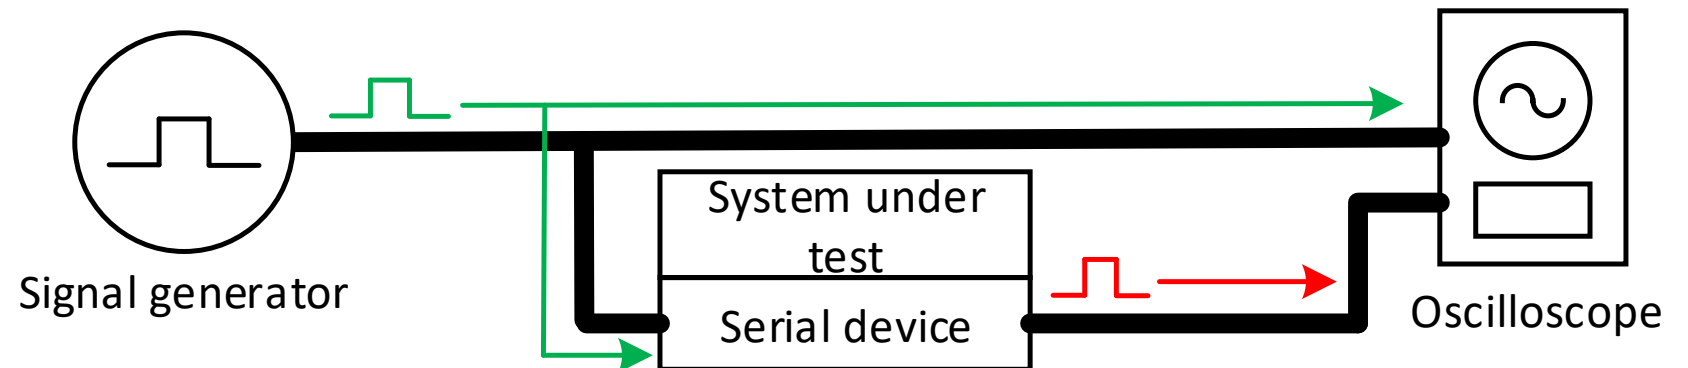 System under
test
Signal generator
Serial device
Oscilloscope